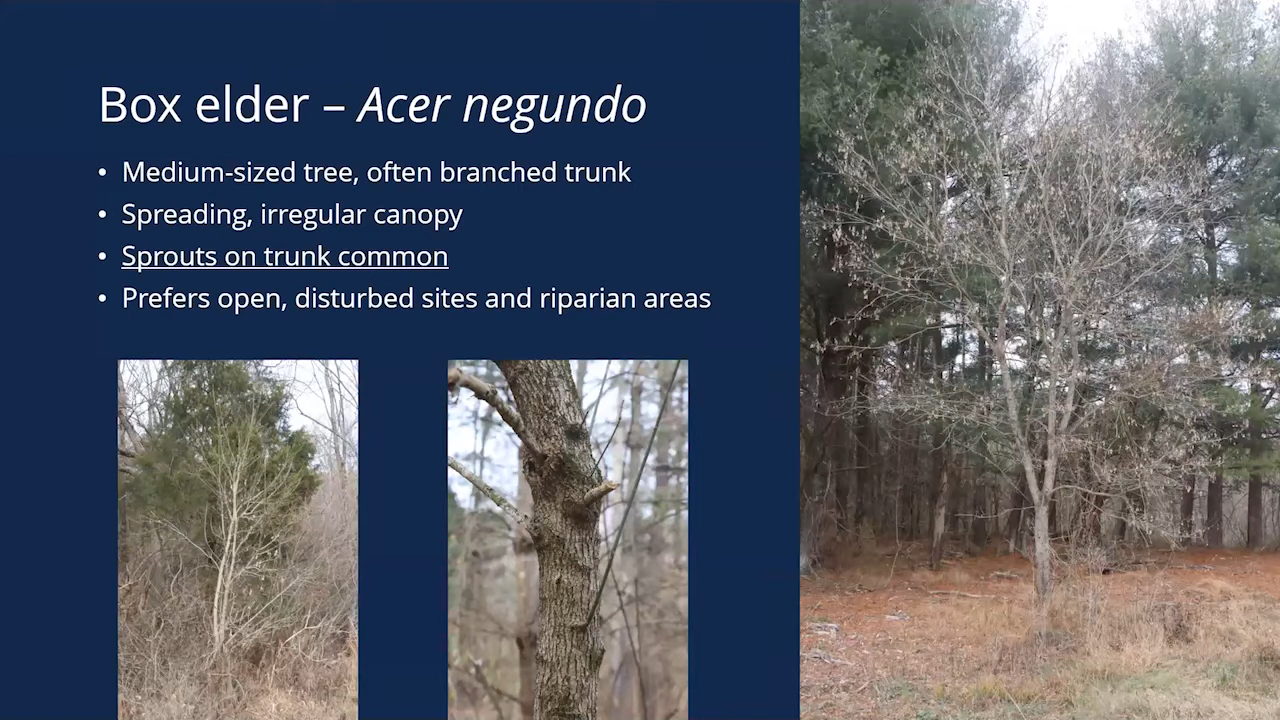 Box elder – Acer negundo
• Medium-sized tree, often branched trunk
• Spreading, irregular canopy
• Sprouts on trunk common
• Prefers open, disturbed sites and riparian areas